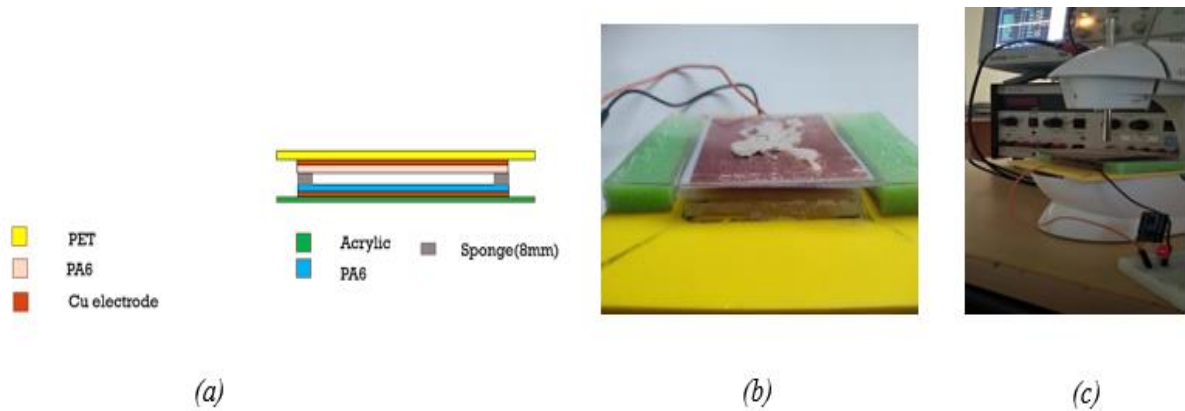 PET
PA6
Cu electrode
Acrylic
PA6
Sponge(8mm)
(a)
(b)
(c)